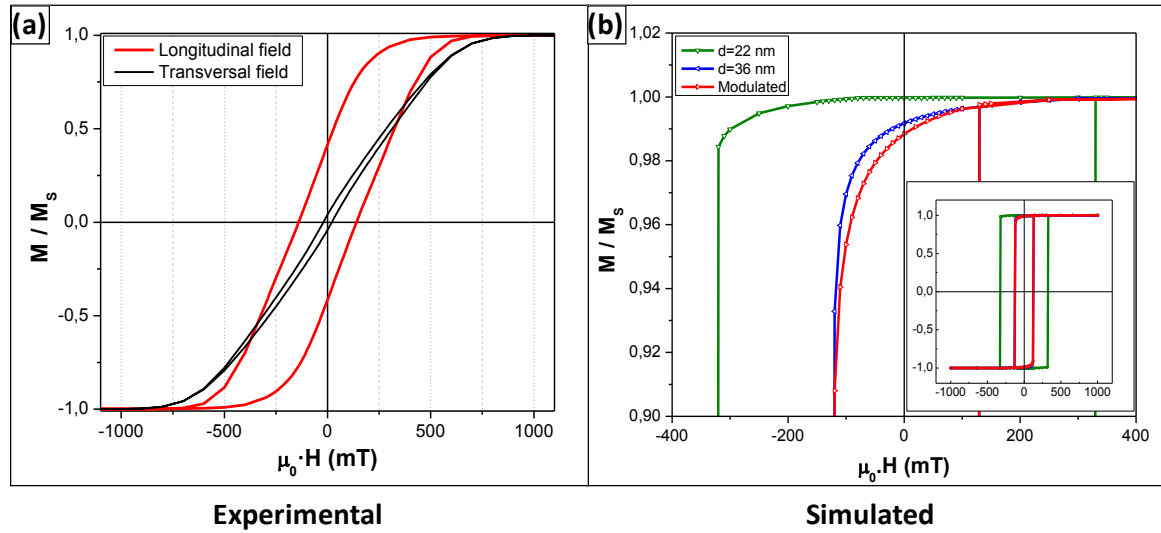 (a)
Longitudinal field
Transversal field
1,0
0,5
0,0
-0,5
-1,0
M / Ms
-1000 -500 0 500 1000
μ₀·H (mT)
Experimental
(b)
d=22 nm
d=36 nm
Modulated
1,02
1,00
0,98
0,96
0,94
0,92
0,90
M / Ms
1,0
0,5
0,0
-0,5
-1,0
-1000 -500 0 500 1000
-400 -200 0 200 400
μ₀.H (mT)
Simulated